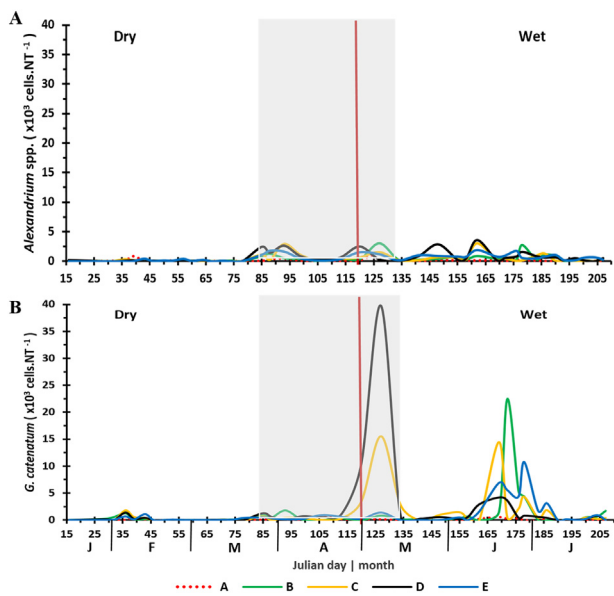 A
Dry
Wet
Alexandrium spp. ( x10³ cells.NT⁻¹)
40
35
30
25
20
15
10
5
0
15 25 35 45 55 65 75 85 95 105 115 125 135 145 155 165 175 185 195 205
B
Dry
Wet
G. catenatum ( x10³ cells.NT⁻¹)
40
35
30
25
20
15
10
5
0
15 25 35 45 55 65 75 85 95 105 115 125 135 145 155 165 175 185 195 205
J | F | M | A | M | J | J
Julian day | month
A B C D E